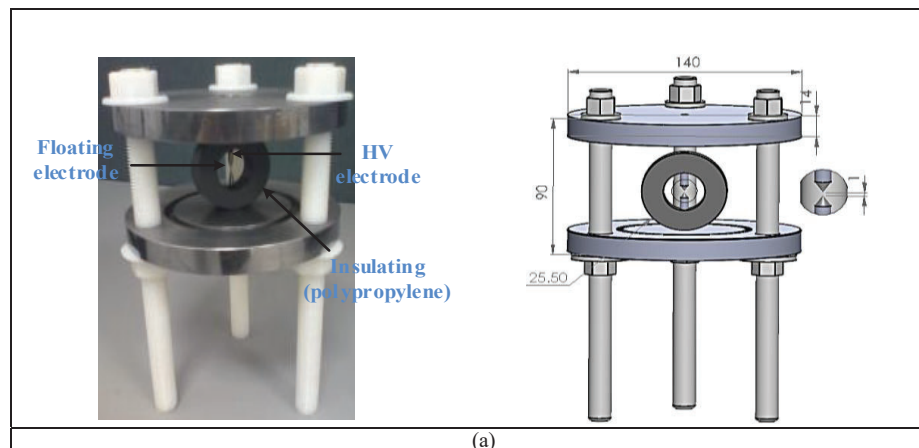 Floating
electrode
HV
electrode
Insulating
(polypropylene)
140
14
90
1
25.50
(a)